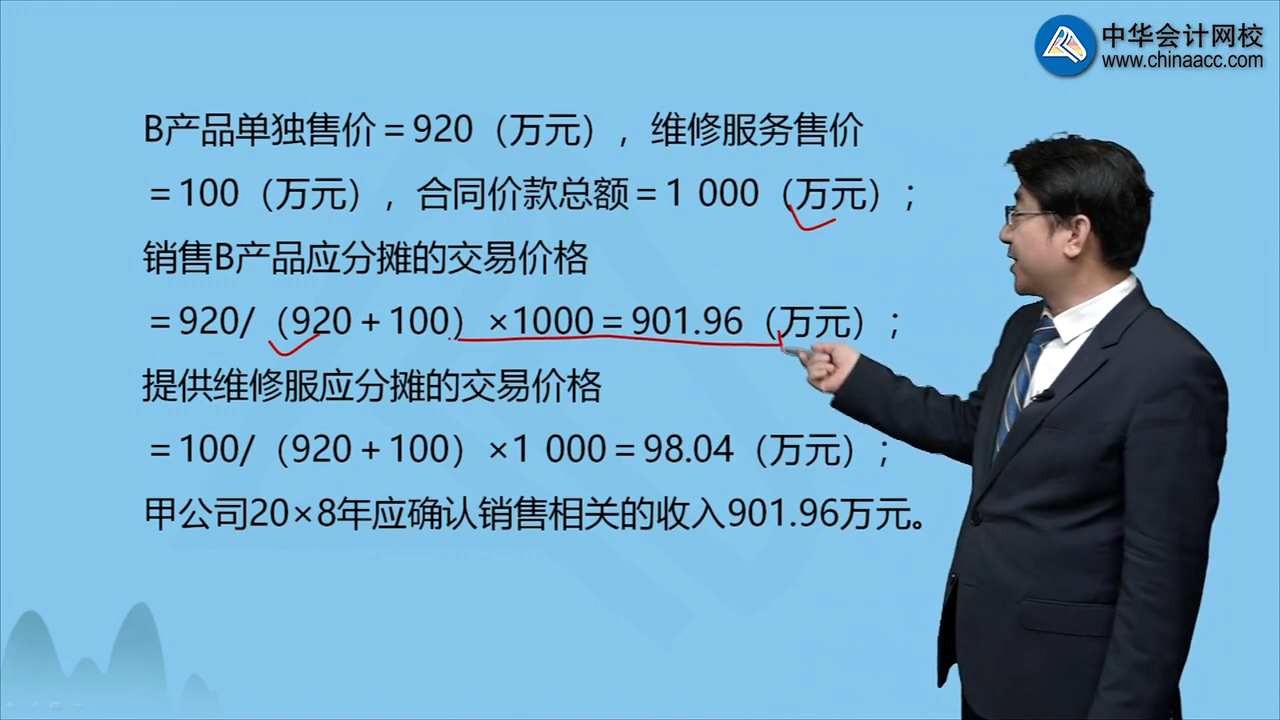 中华会计网校
www.chinaacc.com
B产品单独售价＝920（万元），维修服务售价
＝100（万元），合同价款总额＝1 000（万元）；
销售B产品应分摊的交易价格
＝920/（920＋100）×1000＝901.96（万元）；
提供维修服应分摊的交易价格
＝100/（920＋100）×1 000＝98.04（万元）；
甲公司20×8年应确认销售相关的收入901.96万元。